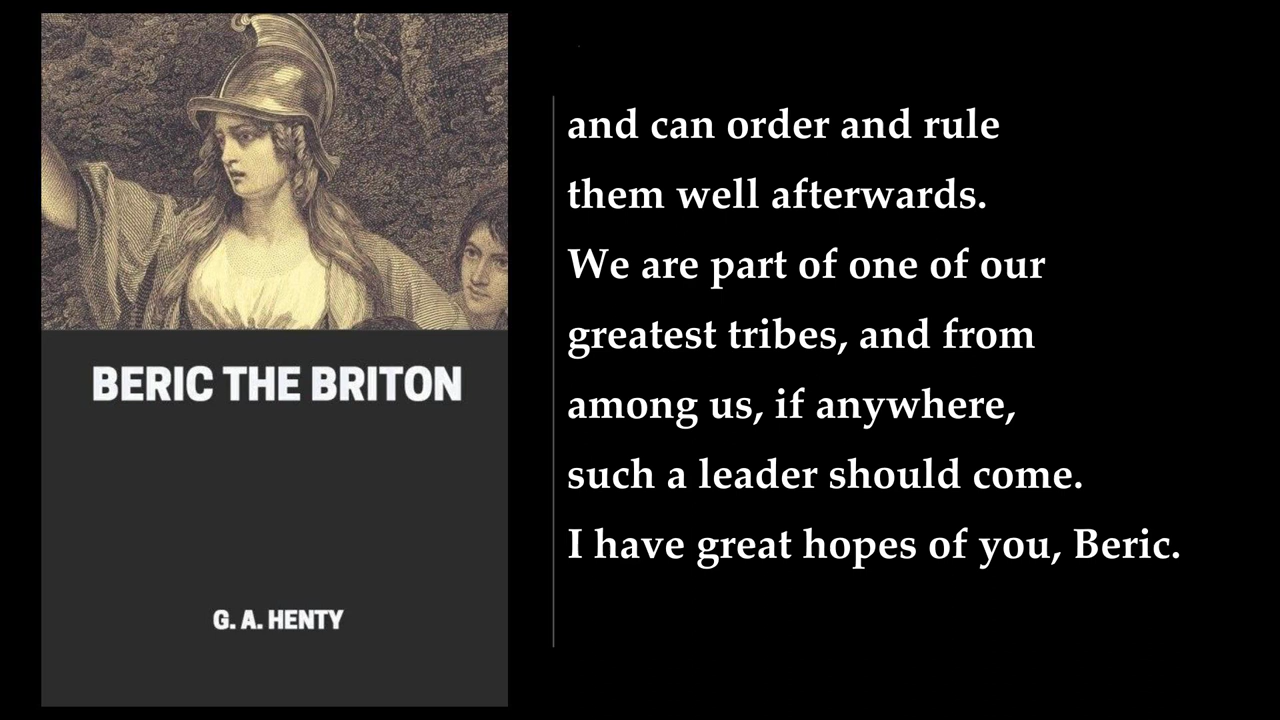 BERIC THE BRITON
G. A. HENTY
and can order and rule
them well afterwards.
We are part of one of our
greatest tribes, and from
among us, if anywhere,
such a leader should come.
I have great hopes of you, Beric.